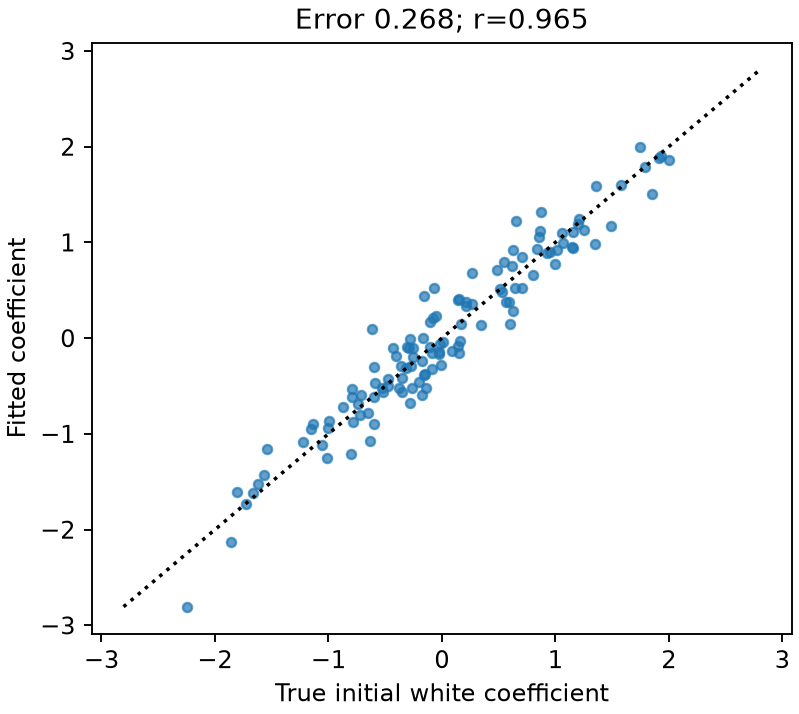 Error 0.268; r=0.965
3
2
1
0
−1
−2
−3
Fitted coefficient
−3 −2 −1 0 1 2 3
True initial white coefficient